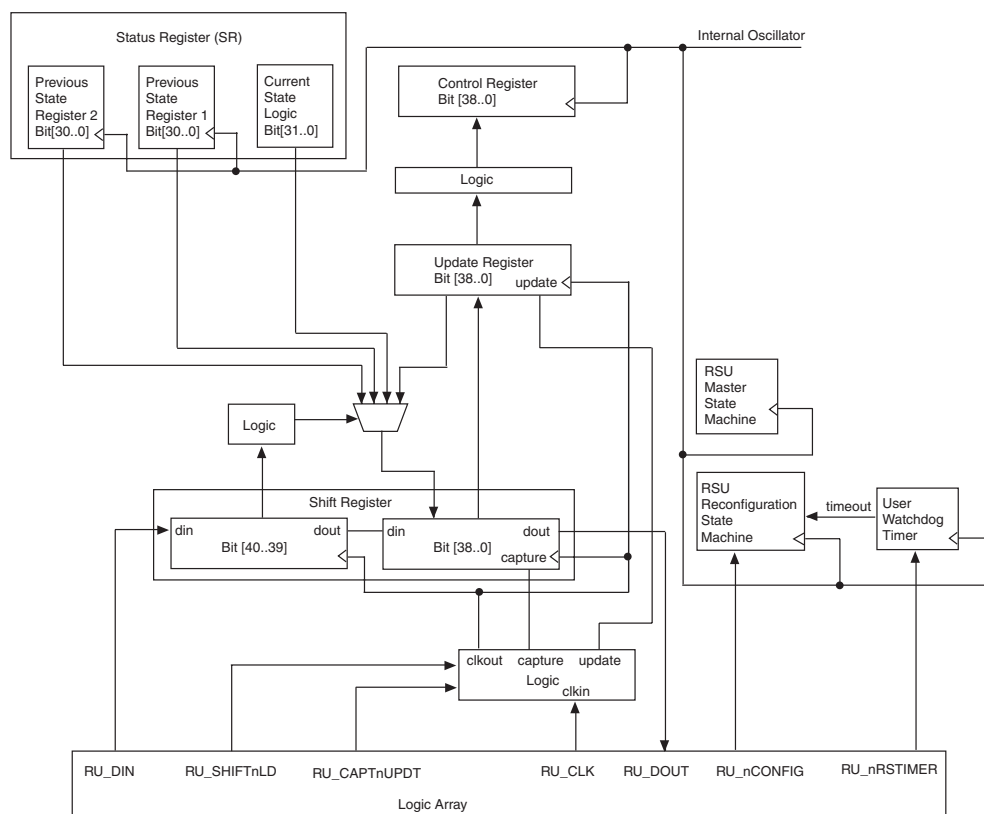 Status Register (SR)
Internal Oscillator
Previous
State
Register 2
Bit[30..0]
Previous
State
Register 1
Bit[30..0]
Current
State
Logic
Bit[31..0]
Control Register
Bit [38..0]
Logic
Update Register
Bit [38..0]
update
RSU
Master
State
Machine
Logic
Shift Register
din
dout
Bit [40..39]
din
dout
Bit [38..0]
capture
RSU
Reconfiguration
State
Machine
timeout
User
Watchdog
Timer
clkout
capture
update
Logic
clkin
RU_DIN
RU_SHIFTnLD
RU_CAPTnUPDT
RU_CLK
RU_DOUT
RU_nCONFIG
RU_nRSTIMER
Logic Array